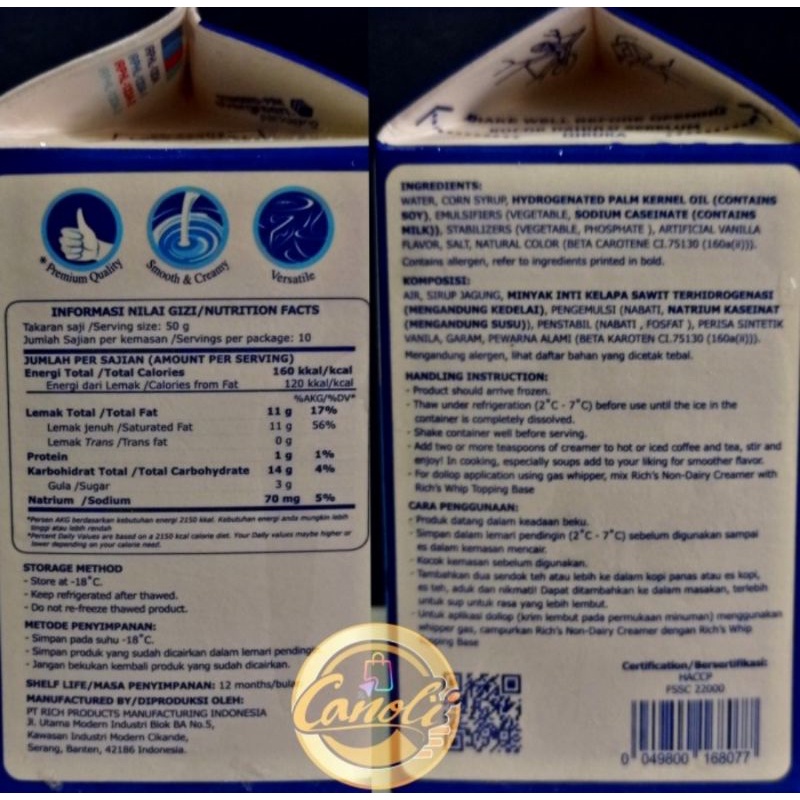 * Premium Quality
Smooth & Creamy
Versatile
INFORMASI NILAI GIZI/NUTRITION FACTS
Takaran saji /Serving size: 50 g
Jumlah Sajian per kemasan /Servings per package: 10
JUMLAH PER SAJIAN (AMOUNT PER SERVING)
Energi Total /Total Calories 160 kkal/kcal
Energi dari Lemak /Calories from Fat 120 kkal/kcal
%AKG/%DV*
Lemak Total /Total Fat 11 g 17%
Lemak jenuh /Saturated Fat 11 g 56%
Lemak Trans /Trans fat 0 g
Protein 1 g 1%
Karbohidrat Total /Total Carbohydrate 14 g 4%
Gula /Sugar 3 g
Natrium /Sodium 70 mg 5%
*Persen AKG berdasarkan kebutuhan energi 2150 kkal. Kebutuhan energi anda mungkin lebih
tinggi atau lebih rendah
*Percent Daily Values are based on a 2150 kcal calorie diet. Your Daily values maybe higher or
lower depending on your calorie need.
STORAGE METHOD
- Store at -18˚C.
- Keep refrigerated after thawed.
- Do not re-freeze thawed product.
METODE PENYIMPANAN:
- Simpan pada suhu -18˚C.
- Simpan produk yang sudah dicairkan dalam lemari pending
- Jangan bekukan kembali produk yang sudah dicairkan.
SHELF LIFE/MASA PENYIMPANAN: 12 months/bula
MANUFACTURED BY/DIPRODUKSI OLEH:
PT RICH PRODUCTS MANUFACTURING INDONESIA
Jl. Utama Modern Industri Blok BA No.5,
Kawasan Industri Modern Cikande,
Serang, Banten, 42186 Indonesia.
SHAKE WELL BEFORE OPENING
INGREDIENTS:
WATER, CORN SYRUP, HYDROGENATED PALM KERNEL OIL (CONTAINS
SOY), EMULSIFIERS (VEGETABLE, SODIUM CASEINATE (CONTAINS
MILK)), STABILIZERS (VEGETABLE, PHOSPHATE ), ARTIFICIAL VANILLA
FLAVOR, SALT, NATURAL COLOR (BETA CAROTENE CI.75130 (160a(ii))).
Contains allergen, refer to ingredients printed in bold.
KOMPOSISI:
AIR, SIRUP JAGUNG, MINYAK INTI KELAPA SAWIT TERHIDROGENASI
(MENGANDUNG KEDELAI), PENGEMULSI (NABATI, NATRIUM KASEINAT
(MENGANDUNG SUSU)), PENSTABIL (NABATI , FOSFAT ), PERISA SINTETIK
VANILA, GARAM, PEWARNA ALAMI (BETA KAROTEN CI.75130 (160a(ii))).
Mengandung alergen, lihat daftar bahan yang dicetak tebal.
HANDLING INSTRUCTION:
- Product should arrive frozen.
- Thaw under refrigeration (2˚C - 7˚C) before use until the ice in the
container is completely dissolved.
- Shake container well before serving.
- Add two or more teaspoons of creamer to hot or iced coffee and tea, stir and
enjoy! In cooking, especially soups add to your liking for smoother flavor.
- For dollop application using gas whipper, mix Rich's Non-Dairy Creamer with
Rich's Whip Topping Base
CARA PENGGUNAAN:
- Produk datang dalam keadaan beku.
- Simpan dalam lemari pendingin (2˚C - 7˚C) sebelum digunakan sampai
es dalam kemasan mencair.
- Kocok kemasan sebelum digunakan.
- Tambahkan dua sendok teh atau lebih ke dalam kopi panas atau es kopi,
es teh, aduk dan nikmati! Dapat ditambahkan ke dalam masakan, terlebih
untuk sup untuk rasa yang lebih lembut.
- Untuk aplikasi dollop (krim lembut pada permukaan minuman) menggunakan
whipper gas, campurkan Rich's Non-Dairy Creamer dengan Rich's Whip
Topping Base
Certification/Bersertifikasi:
HACCP
FSSC 22000
0 049800 168077
Canoli